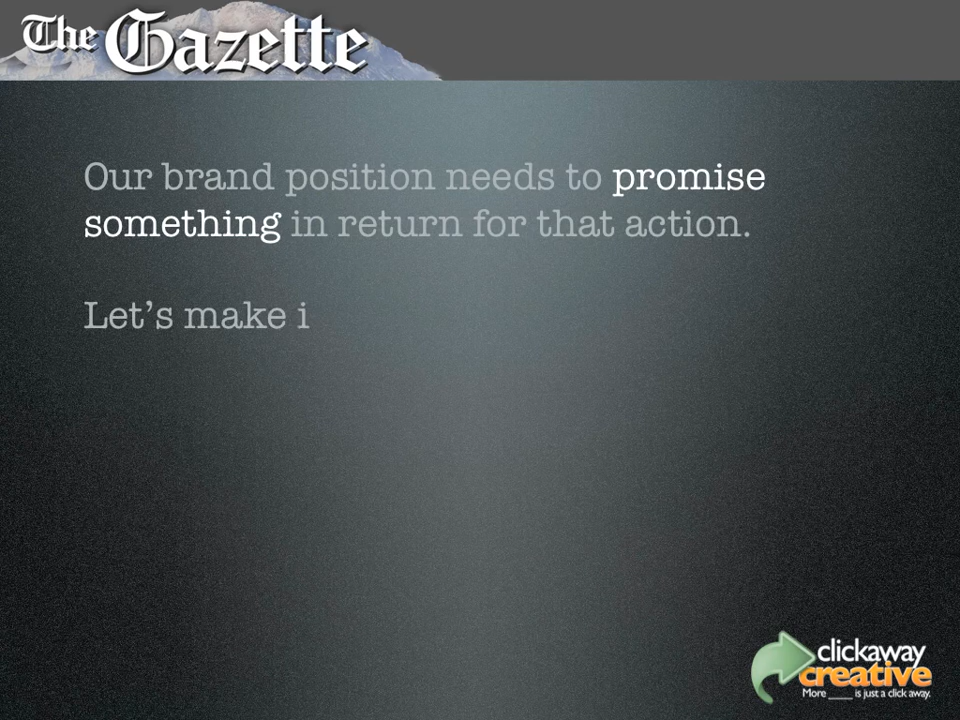 The Gazette
Our brand position needs to promise
something in return for that action.
Let's make i
clickaway
creative
More ____ is just a click away.